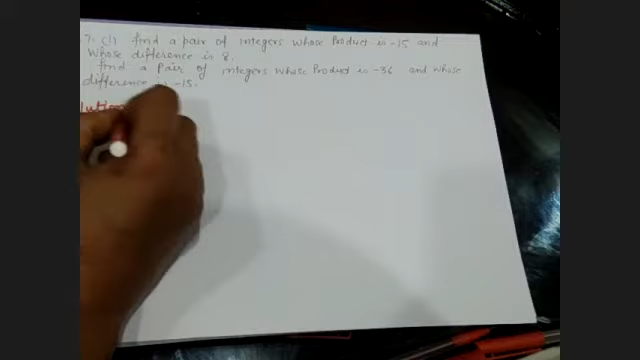 7. (i) find a pair of integers whose Product is -15 and
whose difference is 8.
find a pair of integers whose Product is -36 and whose
difference is -15.
lution